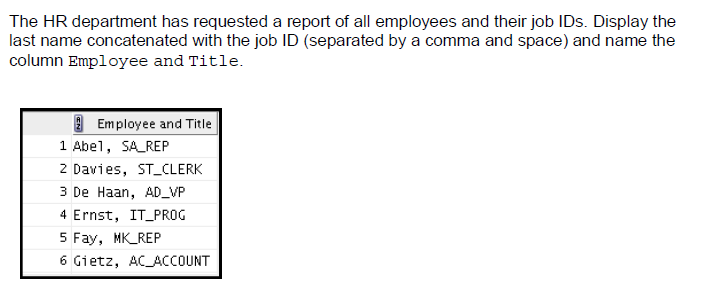 The HR department has requested a report of all employees and their job IDs. Display the
last name concatenated with the job ID (separated by a comma and space) and name the
column Employee and Title.
Employee and Title
1 Abel, SA_REP
2 Davies, ST_CLERK
3 De Haan, AD_VP
4 Ernst, IT_PROG
5 Fay, MK_REP
6 Gietz, AC_ACCOUNT